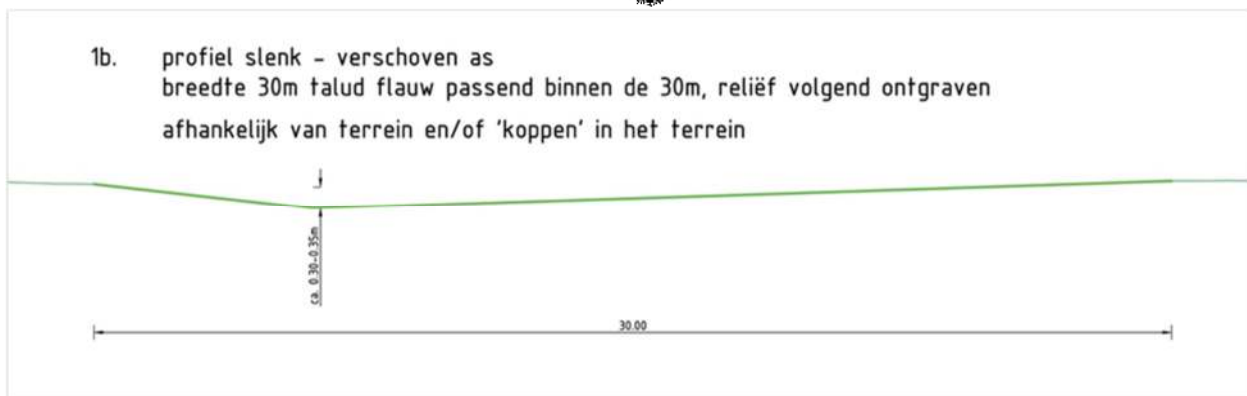 1b. profiel slenk – verschoven as
breedte 30m talud flauw passend binnen de 30m, reliëf volgend ontgraven
afhankelijk van terrein en/of 'koppen' in het terrein
ca. 0.30-0.35m
30.00